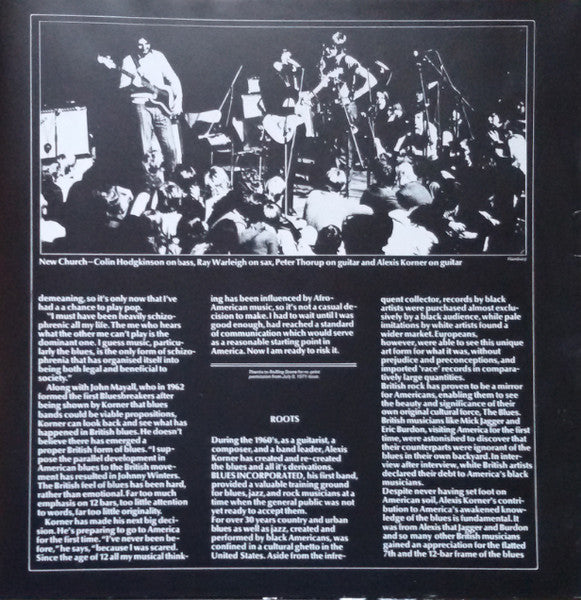 New Church—Colin Hodgkinson on bass, Ray Warleigh on sax, Peter Thorup on guitar and Alexis Korner on guitar
Hamburg
demeaning, so it's only now that I've
had a a chance to play pop.
"I must have been heavily schizo-
phrenic all my life. The me who hears
what the other me can't play is the
dominant one. I guess music, particu-
larly the blues, is the only form of schizo-
phrenia that has organised itself into
being both legal and beneficial to
society."
Along with John Mayall, who in 1962
formed the first Bluesbreakers after
being shown by Korner that blues
bands could be viable propositions,
Korner can look back and see what has
happened in British blues. He doesn't
believe there has emerged a
proper British form of blues. "I sup-
pose the parallel development in
American blues to the British move-
ment has resulted in Johnny Winters.
The British feel of blues has been hard,
rather than emotional. Far too much
emphasis on 12 bars, too little attention
to words, far too little originality.
Korner has made his next big deci-
sion. He's preparing to go to America
for the first time. "I've never been be-
fore," he says, "because I was scared.
Since the age of 12 all my musical think-
ing has been influenced by Afro-
American music, so it's not a casual de-
cision to make. I had to wait until I was
good enough, had reached a standard
of communication which would serve
as a reasonable starting point in
America. Now I am ready to risk it.
Thanks to Rolling Stone for re-print
permission from July 8, 1971 issue.
ROOTS
During the 1960's, as a guitarist, a
composer, and a band leader, Alexis
Korner has created and re-created
the blues and all it's derivations.
BLUES INCORPORATED, his first band,
provided a valuable training ground
for blues, jazz, and rock musicians at a
time when the general public was not
yet ready to accept them.
For over 30 years country and urban
blues as well as jazz, created and
performed by black Americans, was
confined in a cultural ghetto in the
United States. Aside from the infre-
quent collector, records by black
artists were purchased almost exclu-
sively by a black audience, while pale
imitations by white artists found a
wider market. Europeans,
however, were able to see this unique
art form for what it was, without
prejudice and preconceptions, and
imported 'race' records in compara-
tively large quantities.
British rock has proven to be a mirror
for Americans, enabling them to see
the beauty and significance of their
own original cultural force, The Blues.
British musicians like Mick Jagger and
Eric Burdon, visiting America for the first
time, were astonished to discover that
their counterparts were ignorant of the
blues in their own backyard. In inter-
view after interview, white British artists
declared their debt to America's black
musicians.
Despite never having set foot on
American soil, Alexis Korner's contri-
bution to America's awakened know-
ledge of the blues is fundamental. It
was from Alexis that Jagger and Burdon
and so many other British musicians
gained an appreciation for the flatted
7th and the 12-bar frame of the blues